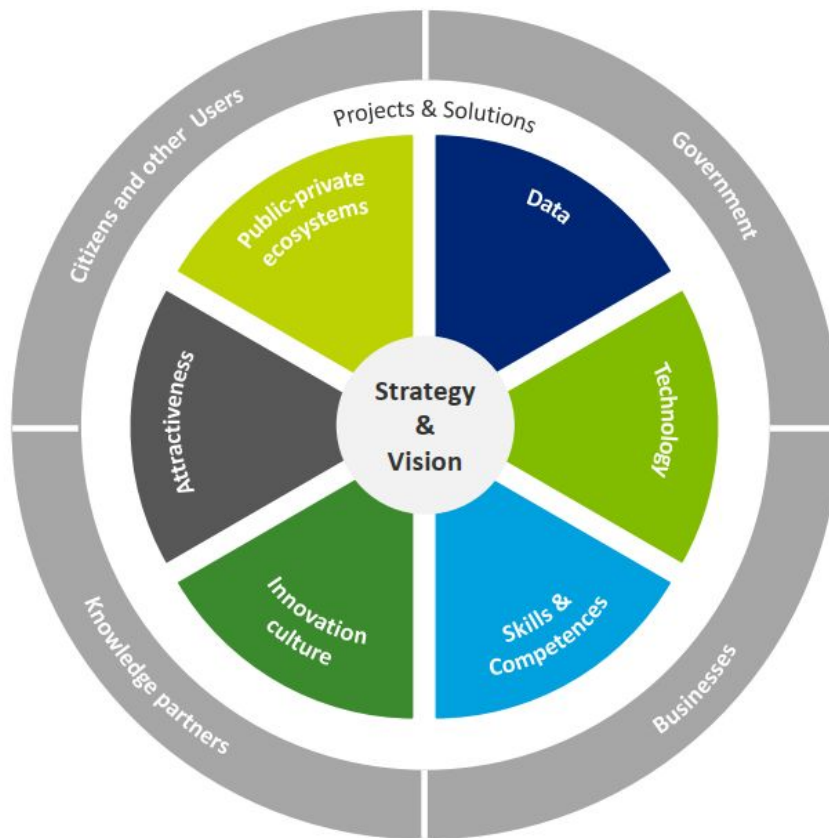 Citizens and other Users
Government
Projects & Solutions
Public-private
ecosystems
Data
Attractiveness
Strategy
&
Vision
Technology
Innovation
culture
Skills &
Competences
Knowledge partners
Businesses